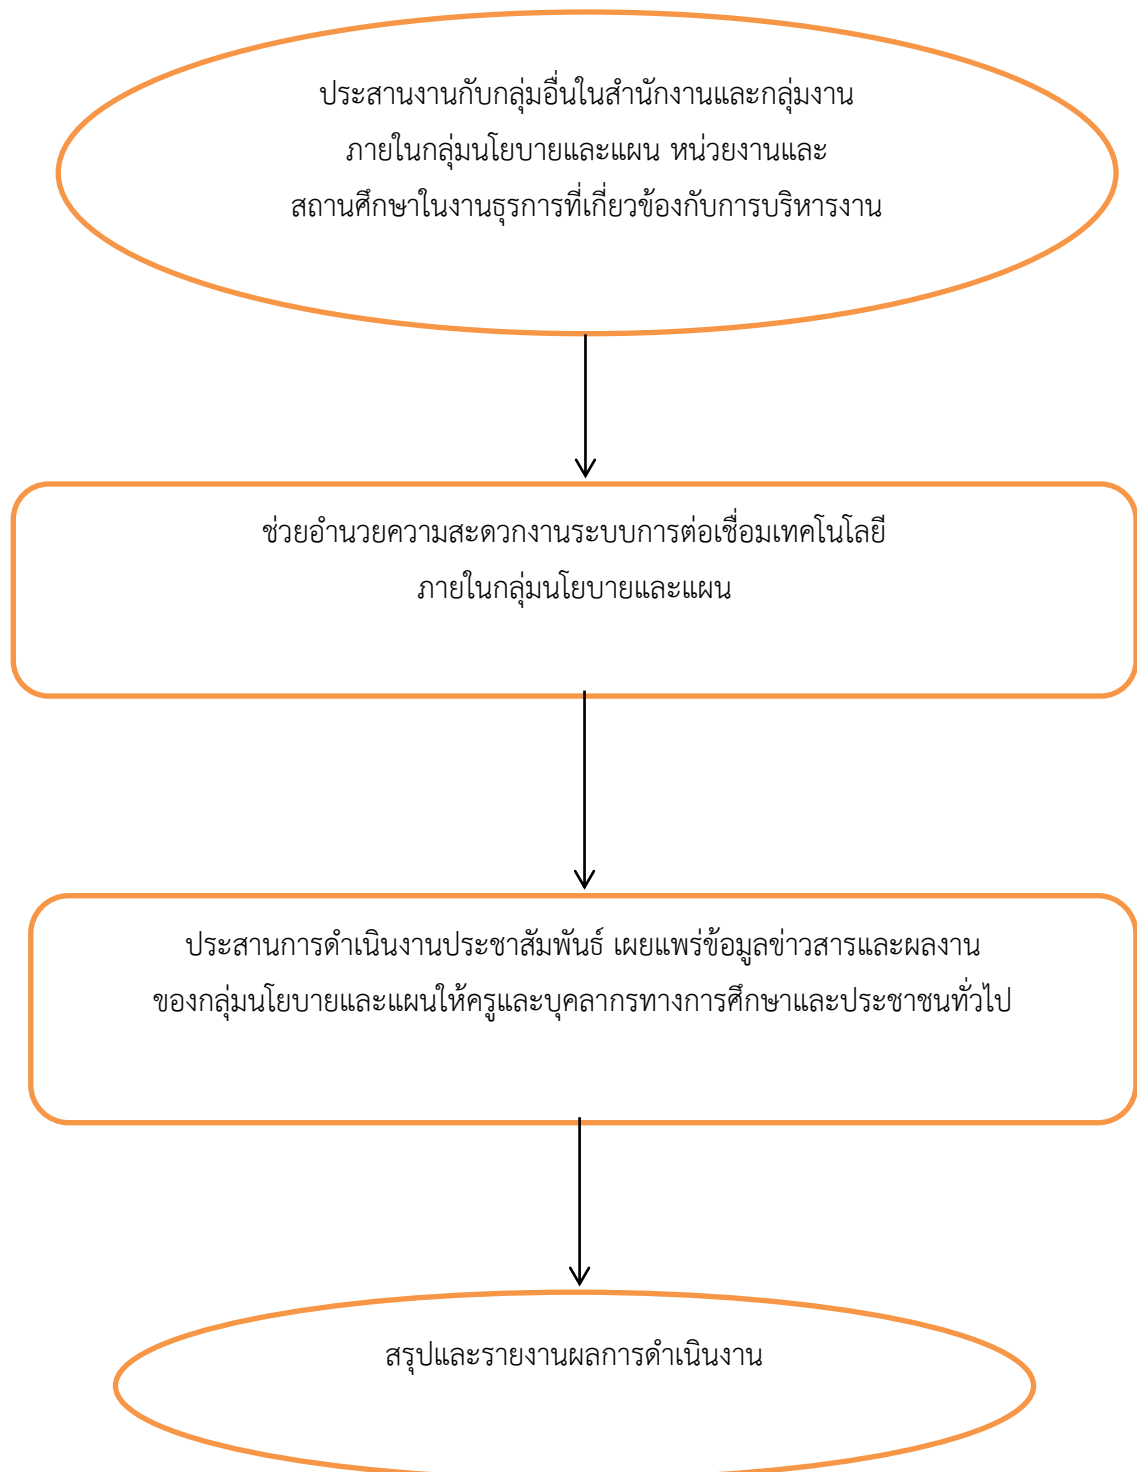 ประสานงานกับกลุ่มอื่นในสำนักงานและกลุ่มงาน
ภายในกลุ่มนโยบายและแผน หน่วยงานและ
สถานศึกษาในงานธุรการที่เกี่ยวข้องกับการบริหารงาน
ช่วยอำนวยความสะดวกงานระบบการต่อเชื่อมเทคโนโลยี
ภายในกลุ่มนโยบายและแผน
ประสานการดำเนินงานประชาสัมพันธ์ เผยแพร่ข้อมูลข่าวสารและผลงาน
ของกลุ่มนโยบายและแผนให้ครูและบุคลากรทางการศึกษาและประชาชนทั่วไป
สรุปและรายงานผลการดำเนินงาน